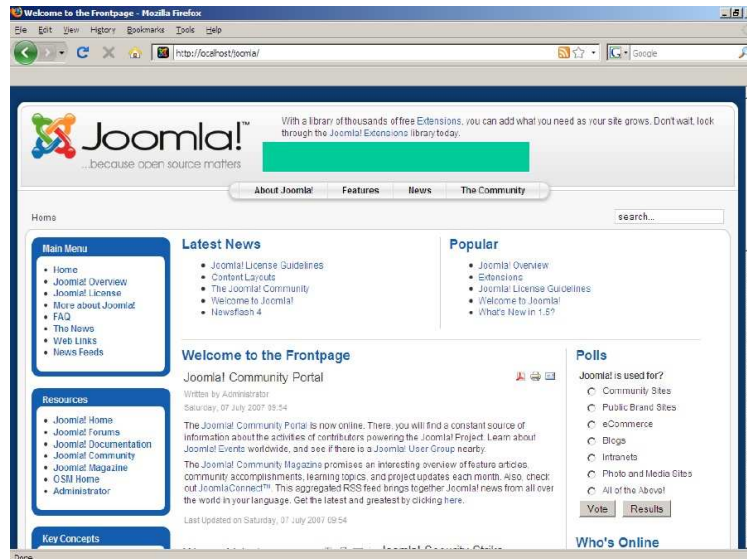 Welcome to the Frontpage - Mozilla Firefox
File Edit View History Bookmarks Tools Help
http://localhost/joomla/
Google
Joomla!™
...because open source matters
With a library of thousands of free Extensions, you can add what you need as your site grows. Don't wait, look
through the Joomla! Extensions library today.
About Joomla! Features News The Community
Home
search...
Main Menu
Home
Joomla! Overview
Joomla! License
More about Joomla!
FAQ
The News
Web Links
News Feeds
Resources
Joomla! Home
Joomla! Forums
Joomla! Documentation
Joomla! Community
Joomla! Magazine
OSM Home
Administrator
Key Concepts
Latest News
Joomla! License Guidelines
Content Layouts
The Joomla! Community
Welcome to Joomla!
Newsflash 4
Popular
Joomla! Overview
Extensions
Joomla! License Guidelines
Welcome to Joomla!
What's New in 1.5?
Welcome to the Frontpage
Joomla! Community Portal
Written by Administrator
Saturday, 07 July 2007 09:54
The Joomla! Community Portal is now online. There, you will find a constant source of
information about the activities of contributors powering the Joomla! Project. Learn about
Joomla! Events worldwide, and see if there is a Joomla! User Group nearby.
The Joomla! Community Magazine promises an interesting overview of feature articles,
community accomplishments, learning topics, and project updates each month. Also, check
out JoomlaConnect™. This aggregated RSS feed brings together Joomla! news from all over
the world in your language. Get the latest and greatest by clicking here.
Last Updated on Saturday, 07 July 2007 09:54
Joomla! Security Strike
Polls
Joomla! is used for?
Community Sites
Public Brand Sites
eCommerce
Blogs
Intranets
Photo and Media Sites
All of the Above!
Vote Results
Who's Online
Done